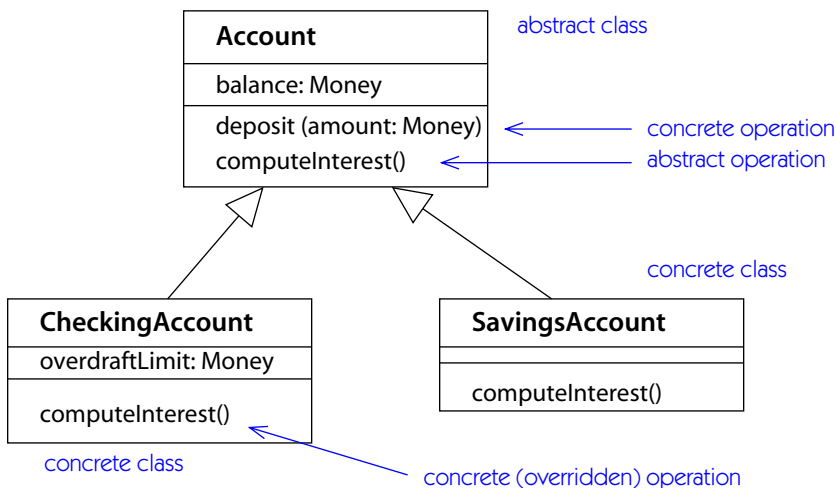 Account
abstract class
balance: Money
deposit (amount: Money)
concrete operation
computeInterest()
abstract operation
concrete class
CheckingAccount
SavingsAccount
overdraftLimit: Money
computeInterest()
computeInterest()
concrete class
concrete (overridden) operation